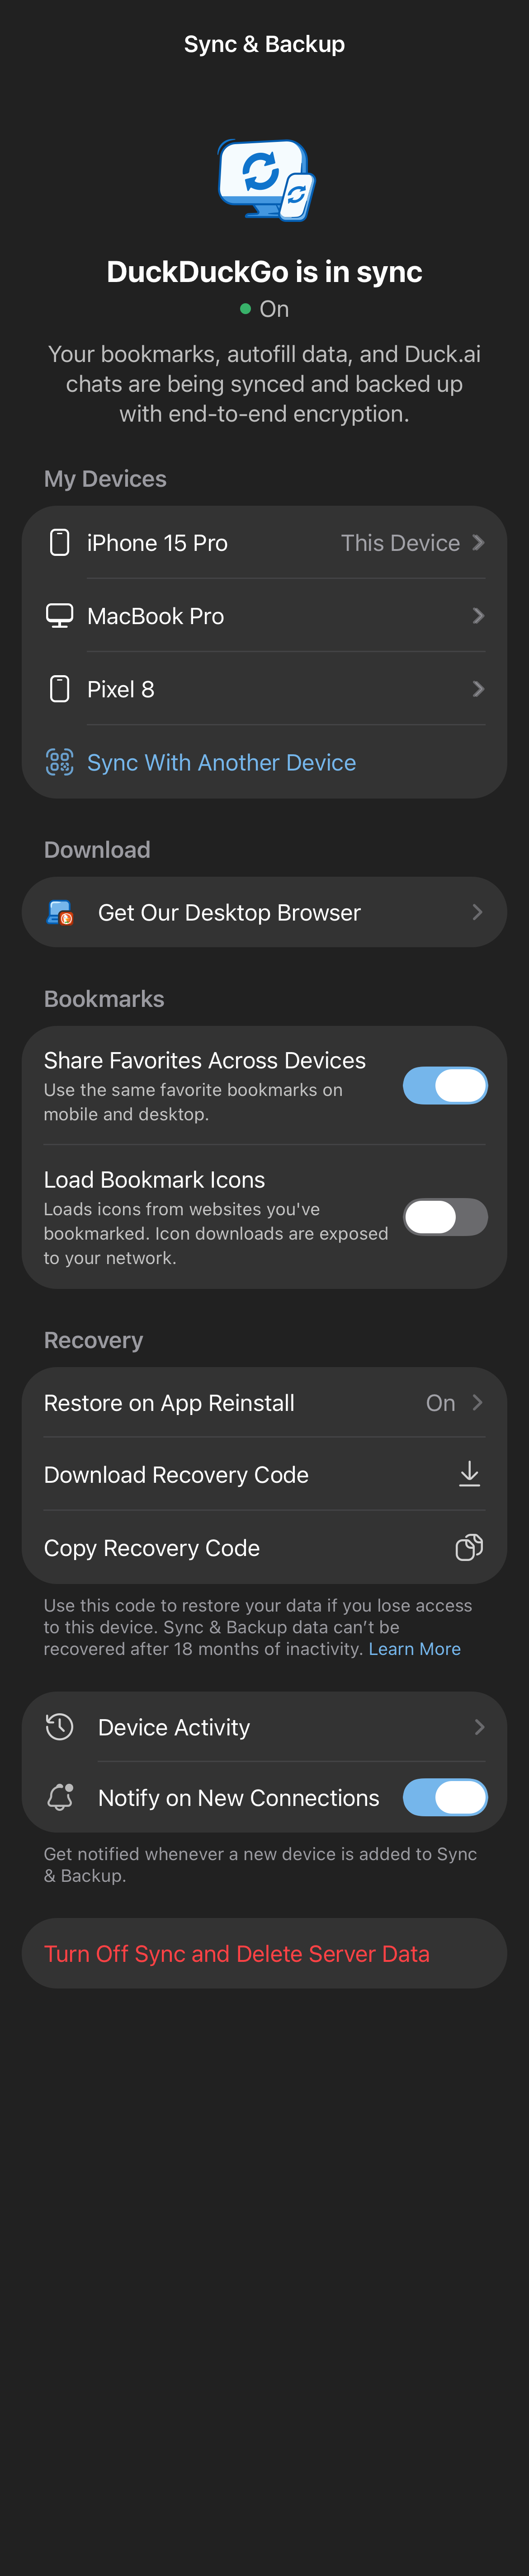 Sync & Backup
DuckDuckGo is in sync
On
Your bookmarks, autofill data, and Duck.ai
chats are being synced and backed up
with end-to-end encryption.
My Devices
iPhone 15 Pro This Device
MacBook Pro
Pixel 8
Sync With Another Device
Download
Get Our Desktop Browser
Bookmarks
Share Favorites Across Devices
Use the same favorite bookmarks on
mobile and desktop.
Load Bookmark Icons
Loads icons from websites you've
bookmarked. Icon downloads are exposed
to your network.
Recovery
Restore on App Reinstall On
Download Recovery Code
Copy Recovery Code
Use this code to restore your data if you lose access
to this device. Sync & Backup data can’t be
recovered after 18 months of inactivity. Learn More
Device Activity
Notify on New Connections
Get notified whenever a new device is added to Sync
& Backup.
Turn Off Sync and Delete Server Data